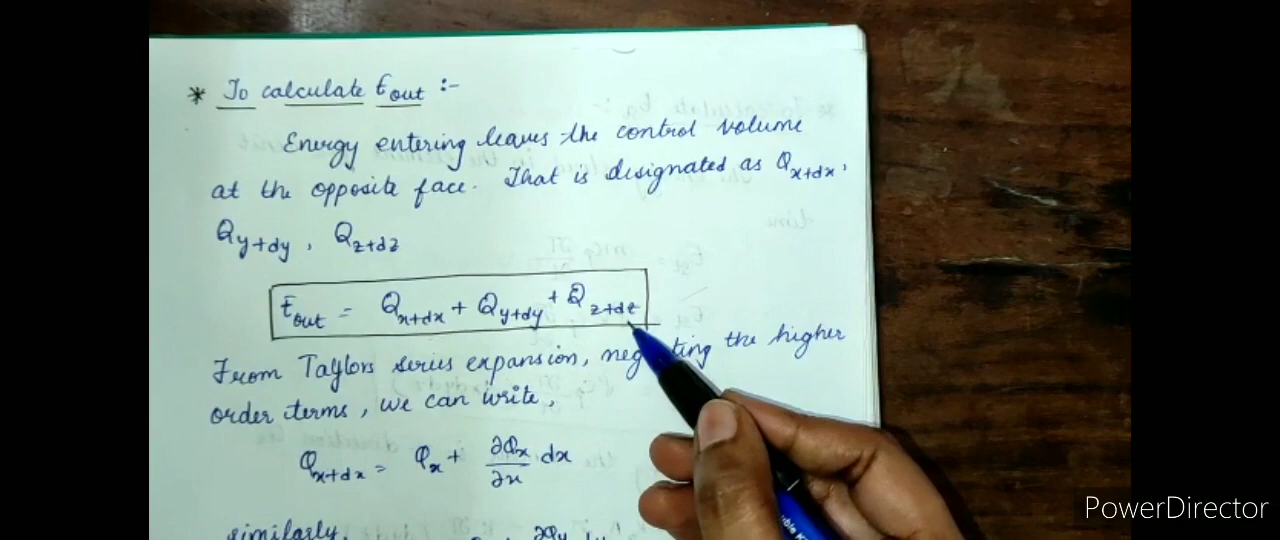 * To calculate Eout :-
Energy entering leaves the control volume
at the opposite face. That is designated as Qx+dx,
Qy+dy, Qz+dz
Eout = Qx+dx + Qy+dy + Qz+dz
From Taylors series expansion, neg ting the higher
order terms, we can write,
Qx+dx = Qx + ∂Qx/∂x dx
similarly,
PowerDirector